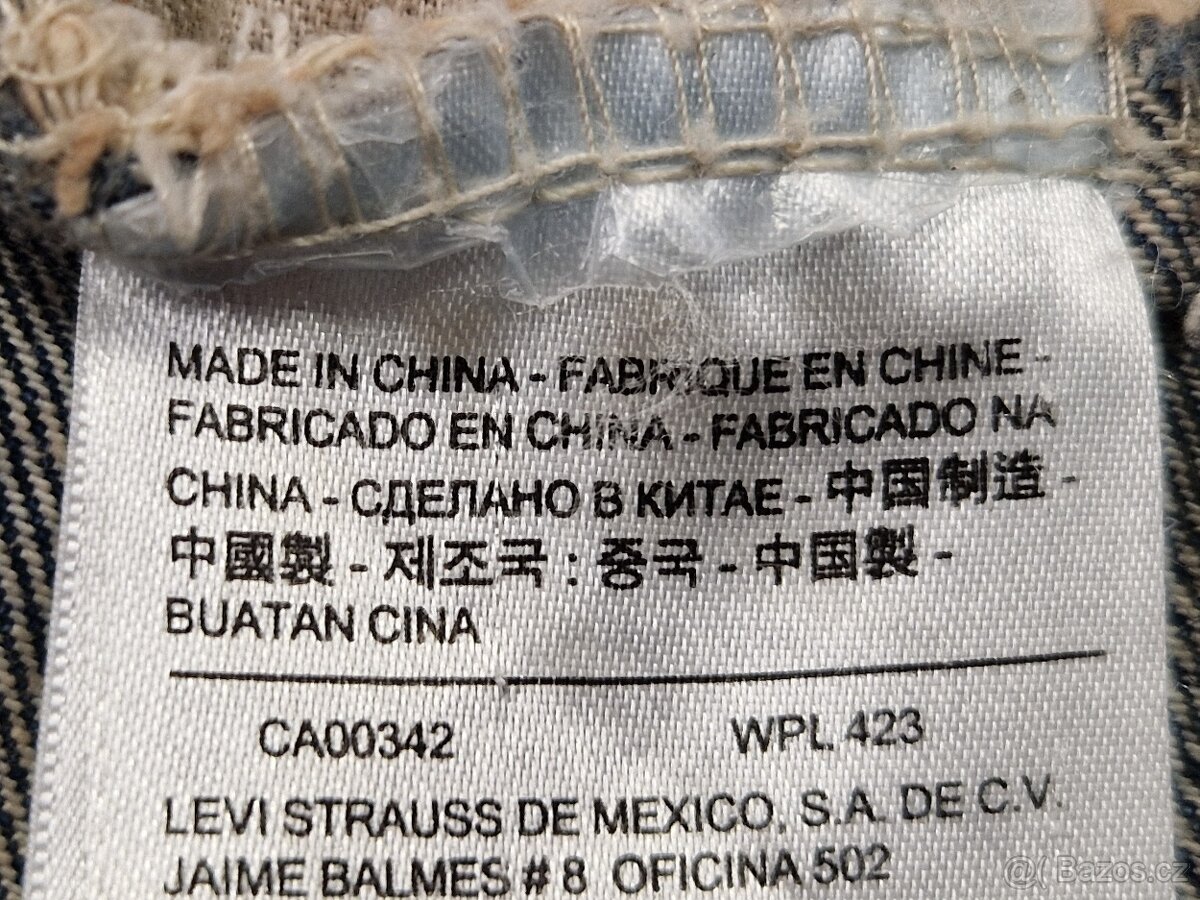 MADE IN CHINA - FABRIQUE EN CHINE -
FABRICADO EN CHINA - FABRICADO NA
CHINA - СДЕЛАНО В КИТАЕ - 中国制造 -
中國製 - 제조국 : 중국 - 中国製 -
BUATAN CINA
CA00342 WPL 423
LEVI STRAUSS DE MEXICO, S.A. DE C.V.
JAIME BALMES # 8 OFICINA 502
Bazos.cz